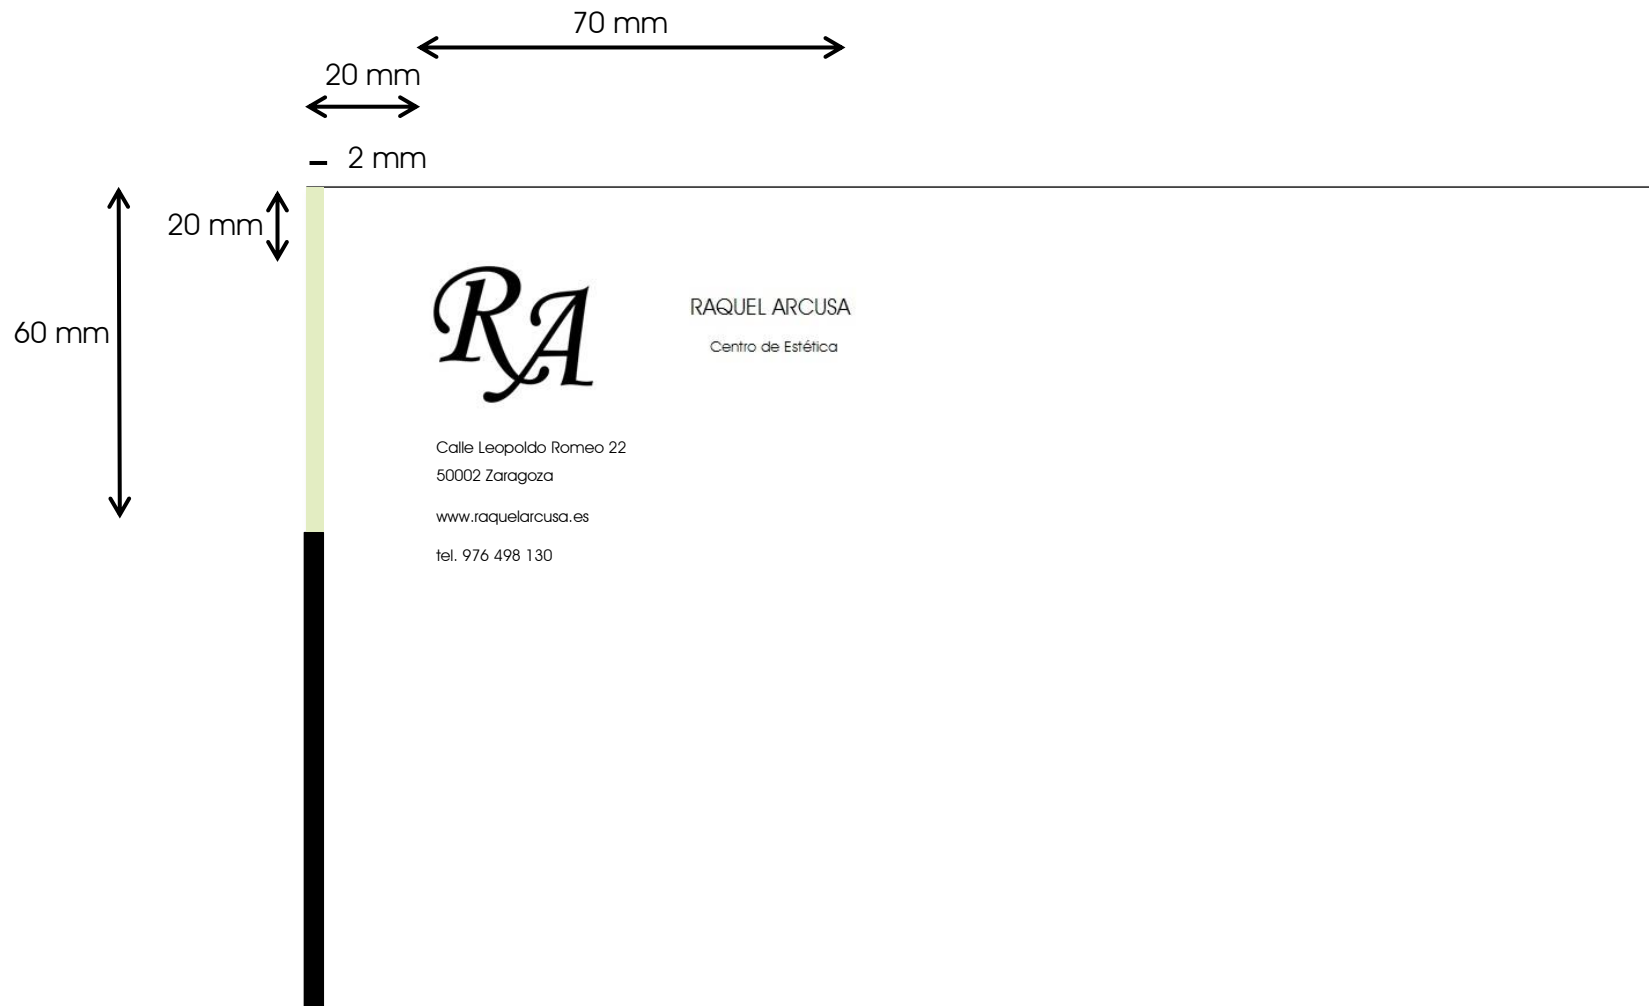 70 mm
20 mm
2 mm
20 mm
60 mm
RA
RAQUEL ARCUSA
Centro de Estética
Calle Leopoldo Romeo 22
50002 Zaragoza
www.raquelarcusa.es
tel. 976 498 130